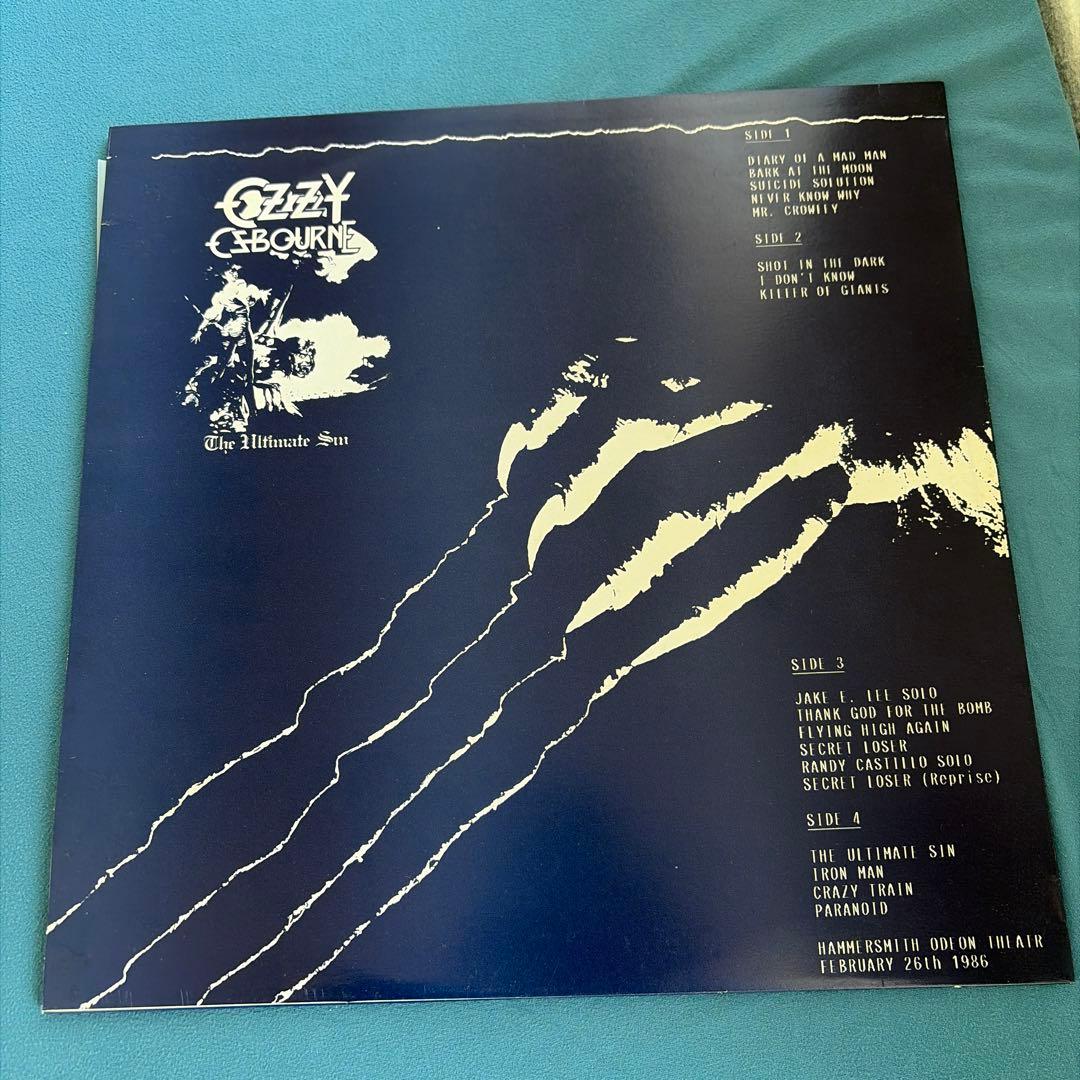 OZZY
OSBOURNE
The Ultimate Sin
SIDE 1
DIARY OF A MAD MAN
BARK AT THE MOON
SUICIDE SOLUTION
NEVER KNOW WHY
MR. CROWLEY
SIDE 2
SHOT IN THE DARK
I DON'T KNOW
KILLER OF GIANTS
SIDE 3
JAKE E. LEE SOLO
THANK GOD FOR THE BOMB
FLYING HIGH AGAIN
SECRET LOSER
RANDY CASTILLO SOLO
SECRET LOSER (Reprise)
SIDE 4
THE ULTIMATE SIN
IRON MAN
CRAZY TRAIN
PARANOID
HAMMERSMITH ODEON THEATR
FEBRUARY 26th 1986